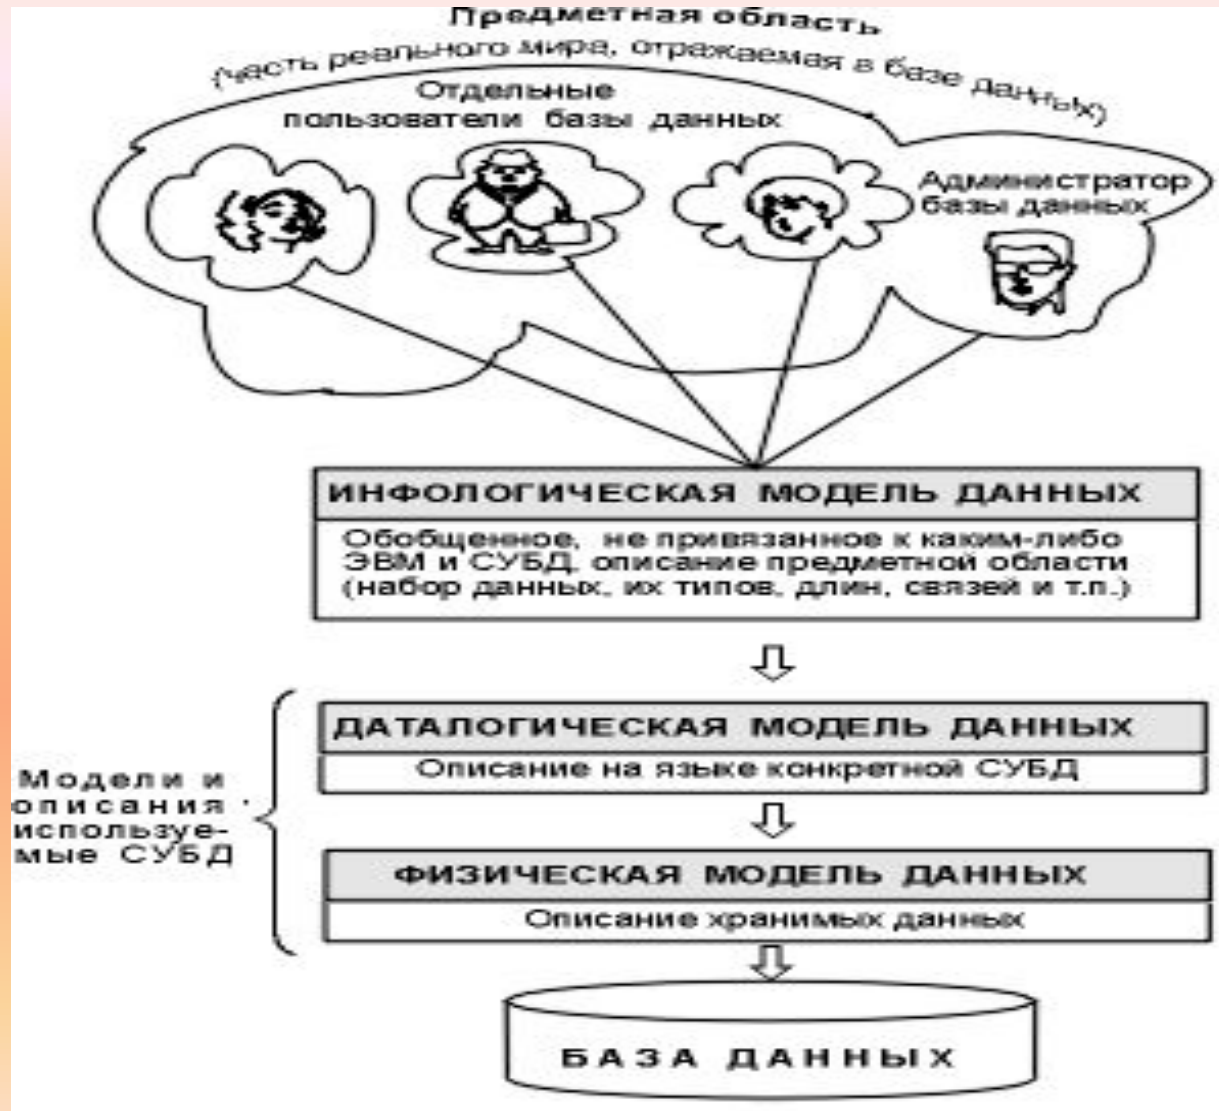 Предметная область
(часть реального мира, отражаемая в базе данных)
Отдельные
пользователи базы данных
Администратор
базы данных
ИНФОЛОГИЧЕСКАЯ МОДЕЛЬ ДАННЫХ
Обобщенное, не привязанное к каким-либо
ЭВМ и СУБД, описание предметной области
(набор данных, их типов, длин, связей и т.п.)
ДАТАЛОГИЧЕСКАЯ МОДЕЛЬ ДАННЫХ
Описание на языке конкретной СУБД
Модели и
описания
используе-
мые СУБД
ФИЗИЧЕСКАЯ МОДЕЛЬ ДАННЫХ
Описание хранимых данных
БАЗА ДАННЫХ